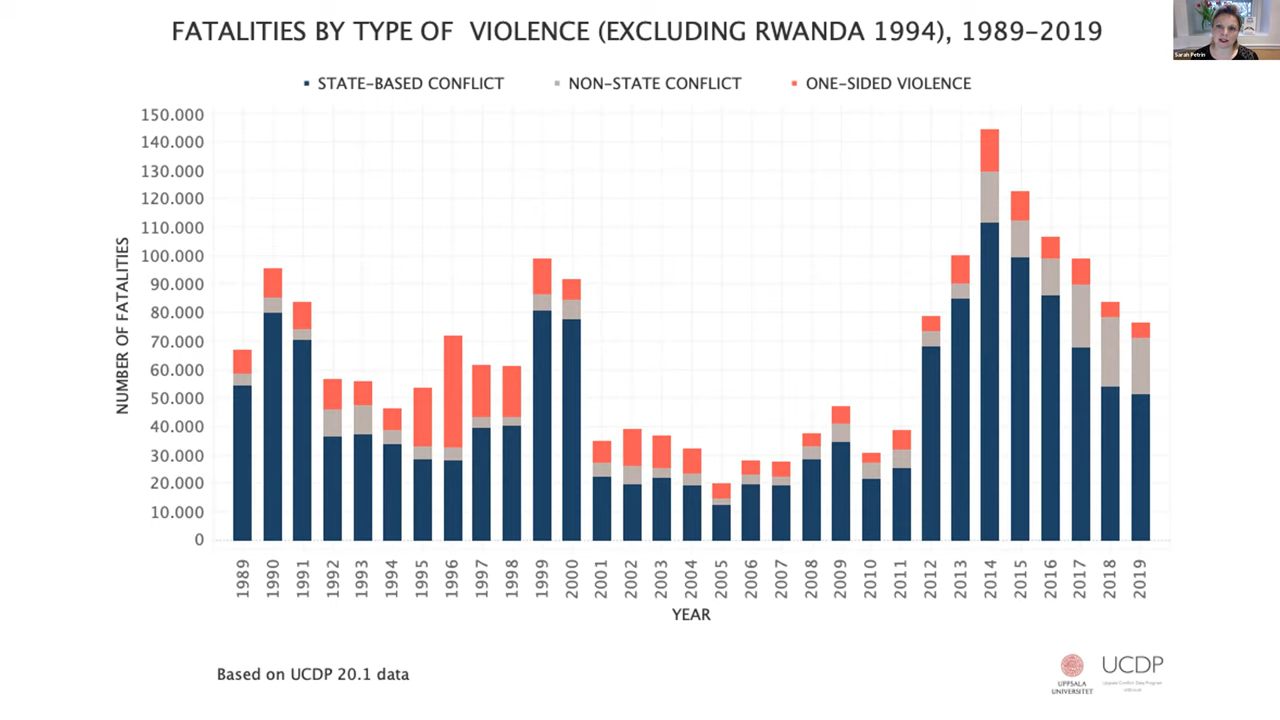 FATALITIES BY TYPE OF VIOLENCE (EXCLUDING RWANDA 1994), 1989–2019
Sarah Petrin
STATE–BASED CONFLICT NON–STATE CONFLICT ONE–SIDED VIOLENCE
150.000
140.000
130.000
120.000
110.000
100.000
90.000
80.000
70.000
60.000
50.000
40.000
30.000
20.000
10.000
0
NUMBER OF FATALITIES
1989 1990 1991 1992 1993 1994 1995 1996 1997 1998 1999 2000 2001 2002 2003 2004 2005 2006 2007 2008 2009 2010 2011 2012 2013 2014 2015 2016 2017 2018 2019
YEAR
Based on UCDP 20.1 data
UPPSALA
UNIVERSITET
UCDP
Uppsala Conflict Data Program